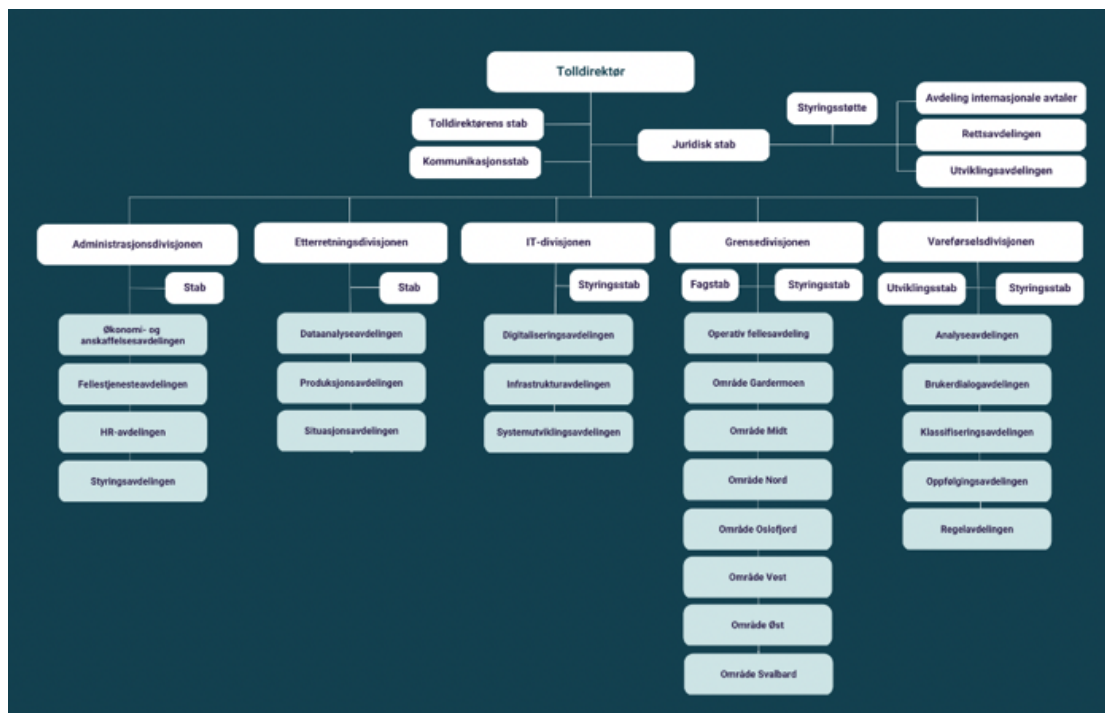 Tolldirektør
Tolldirektørens stab
Kommunikasjonsstab
Juridisk stab
Styringsstøtte
Avdeling internasjonale avtaler
Rettsavdelingen
Utviklingsavdelingen
Administrasjonsdivisjonen
Stab
Økonomi- og
anskaffelsesavdelingen
Fellestjenesteavdelingen
HR-avdelingen
Styringsavdelingen
Etterretningsdivisjonen
Stab
Dataanalyseavdelingen
Produksjonsavdelingen
Situasjonsavdelingen
IT-divisjonen
Styringsstab
Digitaliseringsavdelingen
Infrastrukturavdelingen
Systemutviklingsavdelingen
Grensedivisjonen
Fagstab
Styringsstab
Operativ fellesavdeling
Område Gardermoen
Område Midt
Område Nord
Område Oslofjord
Område Vest
Område Øst
Område Svalbard
Vareførselsdivisjonen
Utviklingsstab
Styringsstab
Analyseavdelingen
Brukerdialogavdelingen
Klassifiseringsavdelingen
Oppfølgingsavdelingen
Regelavdelingen